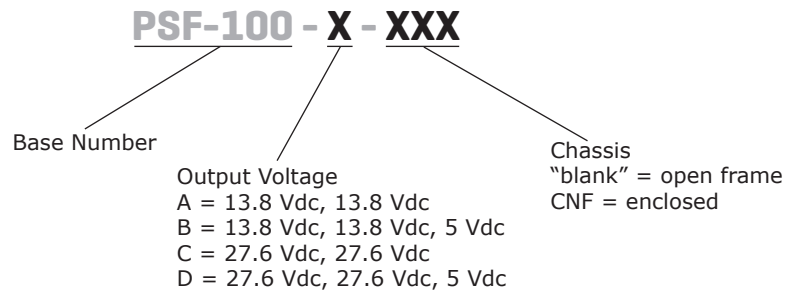 PSF-100 - X - XXX
Base Number
Output Voltage
A = 13.8 Vdc, 13.8 Vdc
B = 13.8 Vdc, 13.8 Vdc, 5 Vdc
C = 27.6 Vdc, 27.6 Vdc
D = 27.6 Vdc, 27.6 Vdc, 5 Vdc
Chassis
“blank” = open frame
CNF = enclosed